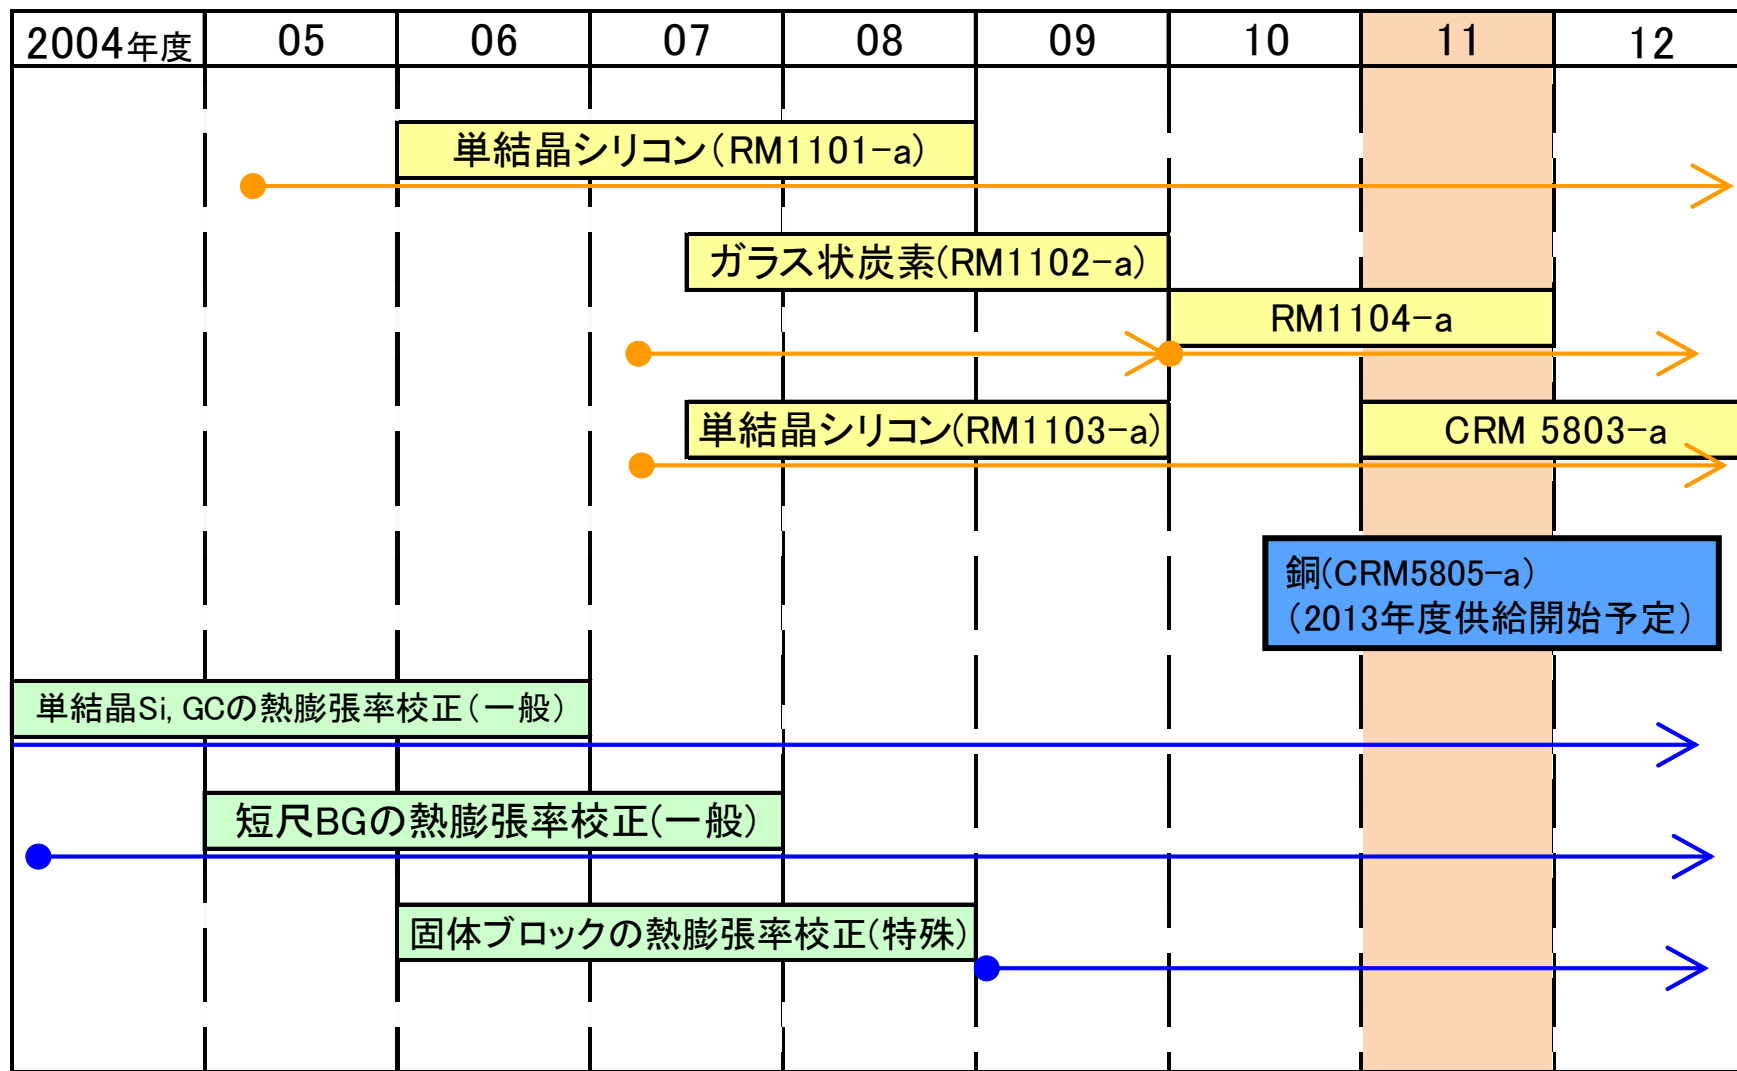 2004年度 05 06 07 08 09 10 11 12
単結晶シリコン（RM1101-a）
ガラス状炭素(RM1102-a)
RM1104-a
単結晶シリコン(RM1103-a)
CRM 5803-a
銅(CRM5805-a)
（2013年度供給開始予定）
単結晶Si, GCの熱膨張率校正（一般）
短尺BGの熱膨張率校正(一般)
固体ブロックの熱膨張率校正(特殊)